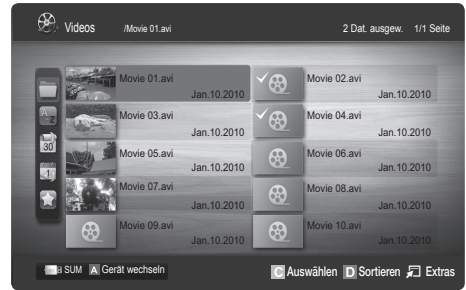 Videos /Movie 01.avi 2 Dat. ausgew. 1/1 Seite
Movie 01.avi Movie 02.avi
Jan.10.2010 Jan.10.2010
Movie 03.avi Movie 04.avi
Jan.10.2010 Jan.10.2010
Movie 05.avi Movie 06.avi
Jan.10.2010 Jan.10.2010
Movie 07.avi Movie 08.avi
Jan.10.2010 Jan.10.2010
Movie 09.avi Movie 10.avi
Jan.10.2010 Jan.10.2010
SUM A Gerät wechseln C Auswählen D Sortieren Extras